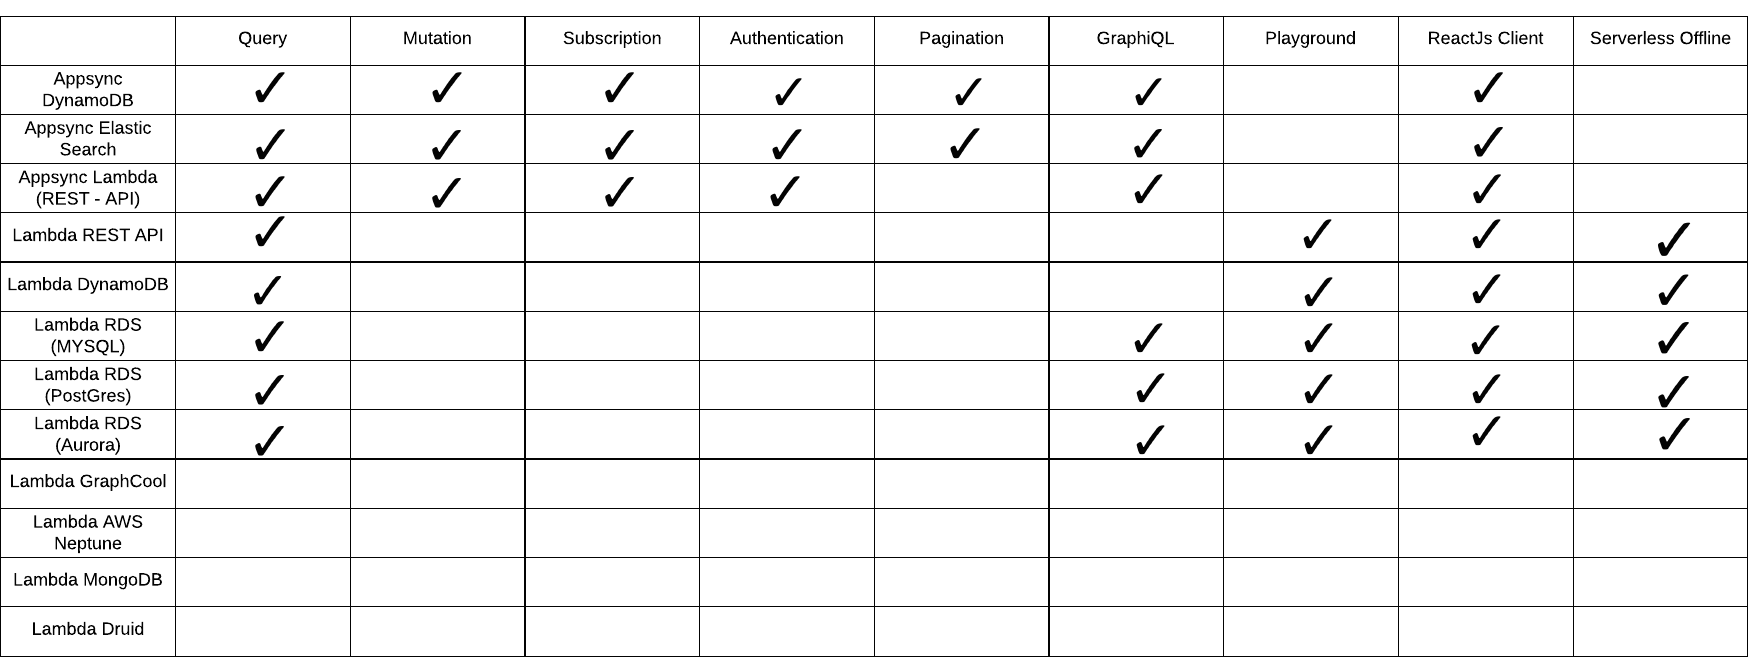 Query Mutation Subscription Authentication Pagination GraphiQL Playground ReactJs Client Serverless Offline
Appsync
DynamoDB ✓ ✓ ✓ ✓ ✓ ✓ ✓
Appsync Elastic
Search ✓ ✓ ✓ ✓ ✓ ✓ ✓
Appsync Lambda
(REST - API) ✓ ✓ ✓ ✓ ✓ ✓
Lambda REST API ✓ ✓ ✓ ✓
Lambda DynamoDB ✓ ✓ ✓ ✓
Lambda RDS
(MYSQL) ✓ ✓ ✓ ✓ ✓
Lambda RDS
(PostGres) ✓ ✓ ✓ ✓ ✓
Lambda RDS
(Aurora) ✓ ✓ ✓ ✓ ✓
Lambda GraphCool
Lambda AWS
Neptune
Lambda MongoDB
Lambda Druid